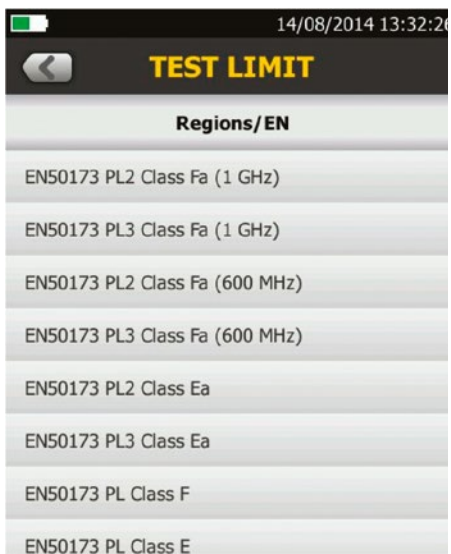 14/08/2014 13:32:26
TEST LIMIT
Regions/EN
EN50173 PL2 Class Fa (1 GHz)
EN50173 PL3 Class Fa (1 GHz)
EN50173 PL2 Class Fa (600 MHz)
EN50173 PL3 Class Fa (600 MHz)
EN50173 PL2 Class Ea
EN50173 PL3 Class Ea
EN50173 PL Class F
EN50173 PL Class E